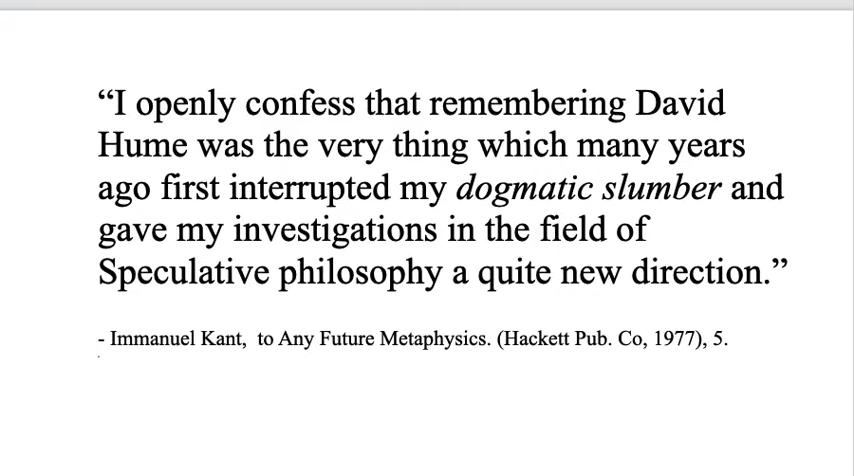 “I openly confess that remembering David
Hume was the very thing which many years
ago first interrupted my dogmatic slumber and
gave my investigations in the field of
Speculative philosophy a quite new direction.”
- Immanuel Kant,  to Any Future Metaphysics. (Hackett Pub. Co, 1977), 5.